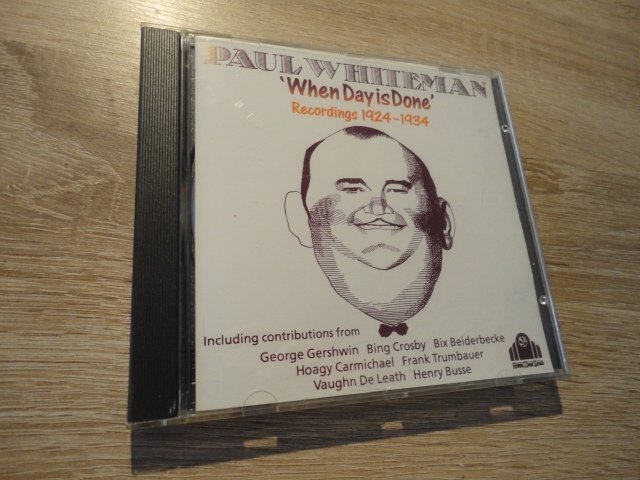 PAUL WHITEMAN
'When Day is Done'
Recordings 1924-1934
Including contributions from
George Gershwin Bing Crosby Bix Beiderbecke
Hoagy Carmichael Frank Trumbauer
Vaughn De Leath Henry Busse